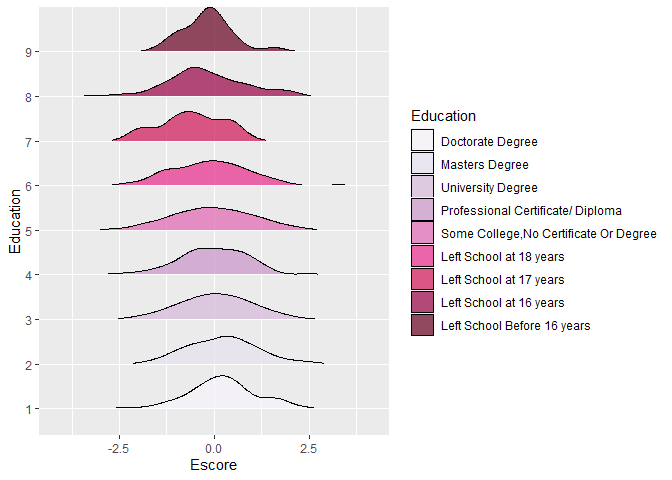 9
8
7
6
5
4
3
2
1
Education
-2.5 0.0 2.5
Escore
Education
Doctorate Degree
Masters Degree
University Degree
Professional Certificate/ Diploma
Some College,No Certificate Or Degree
Left School at 18 years
Left School at 17 years
Left School at 16 years
Left School Before 16 years